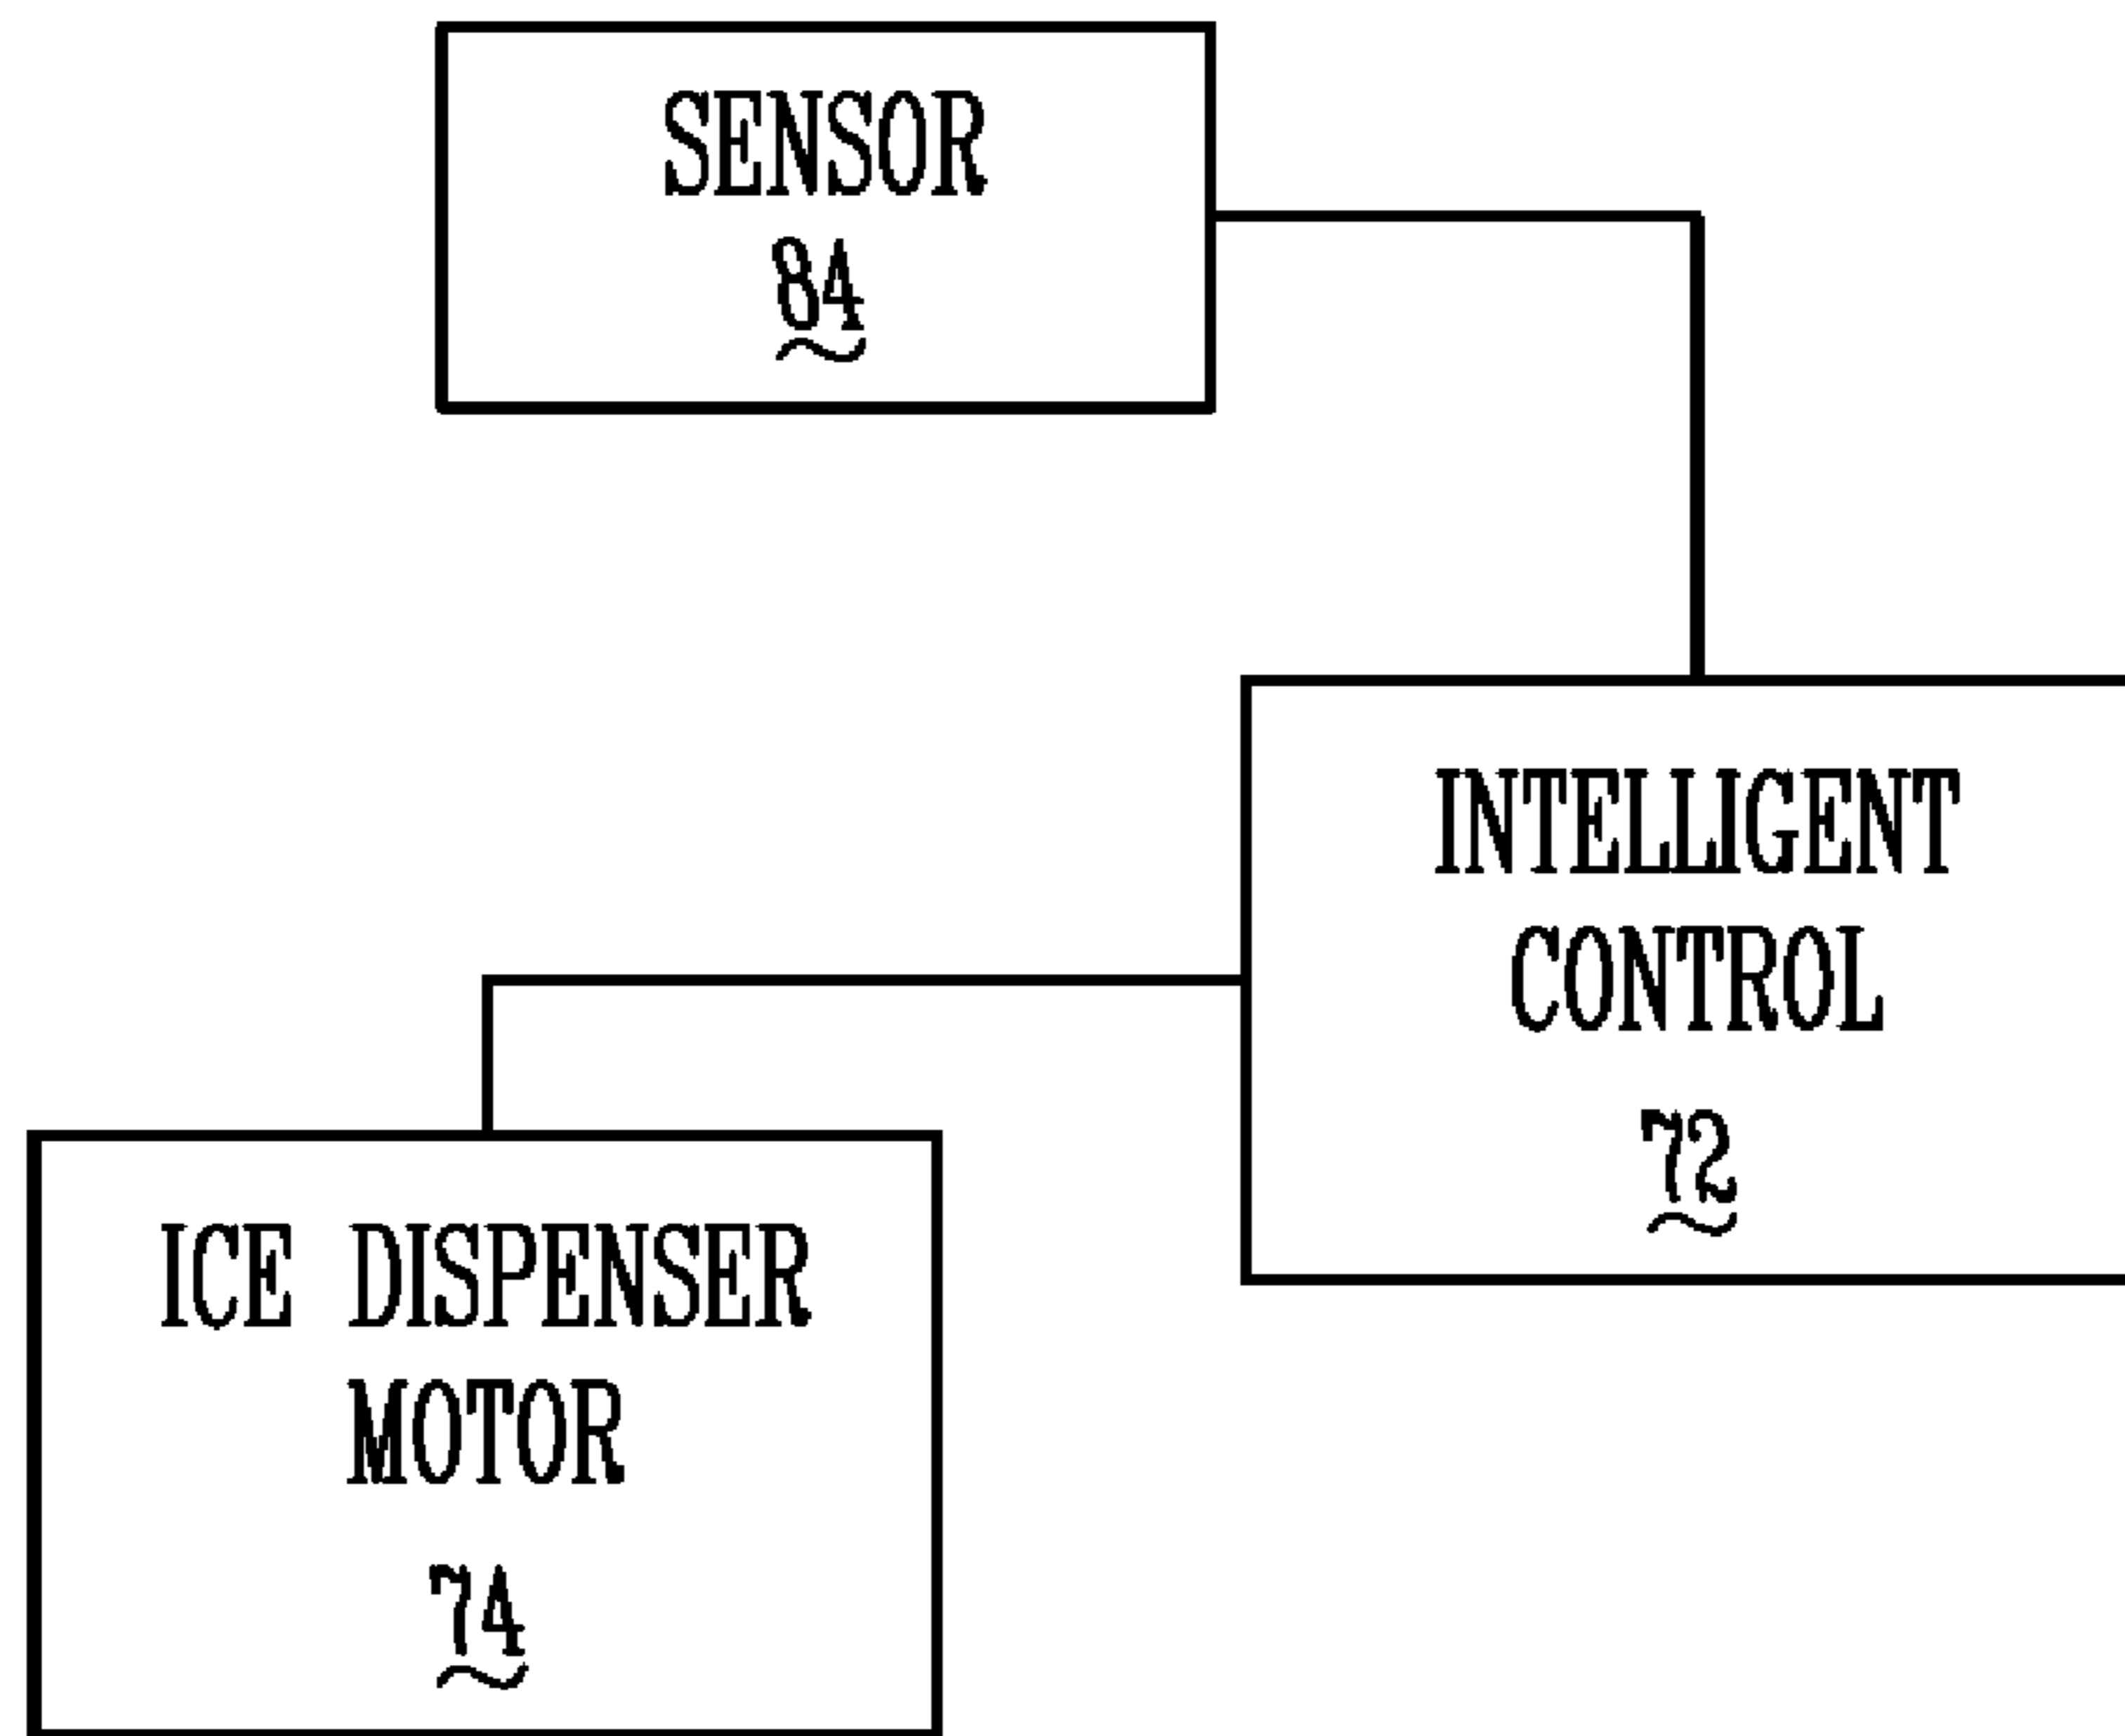 SENSOR
84
INTELLIGENT
CONTROL
72
ICE DISPENSER
MOTOR
74